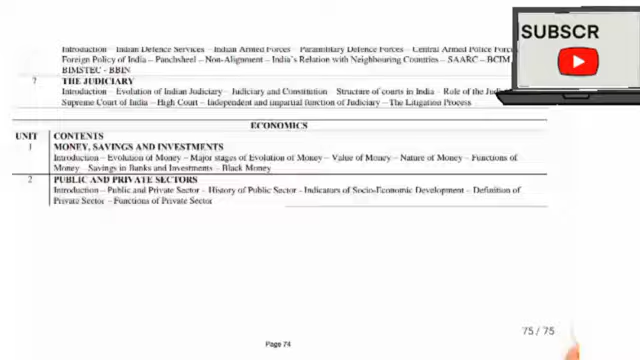 Introduction – Indian Defence Services – Indian Armed Forces – Paramilitary Defence Forces – Central Armed Police Forces
Foreign Policy of India – Panchsheel – Non-Alignment – India's Relation with Neighbouring Countries – SAARC – BCIM
BIMSTEC - BBIN
7 THE JUDICIARY
Introduction – Evolution of Indian Judiciary – Judiciary and Constitution – Structure of courts in India – Role of the
Supreme Court of India – High Court – Independent and impartial function of Judiciary – The Litigation Process
ECONOMICS
UNIT CONTENTS
1 MONEY, SAVINGS AND INVESTMENTS
Introduction – Evolution of Money – Major stages of Evolution of Money – Value of Money – Nature of Money – Functions of
Money – Savings in Banks and Investments – Black Money
2 PUBLIC AND PRIVATE SECTORS
Introduction – Public and Private Sector – History of Public Sector - Indicators of Socio-Economic Development – Definition of
Private Sector – Functions of Private Sector
75 / 75
Page 74
SUBSCR